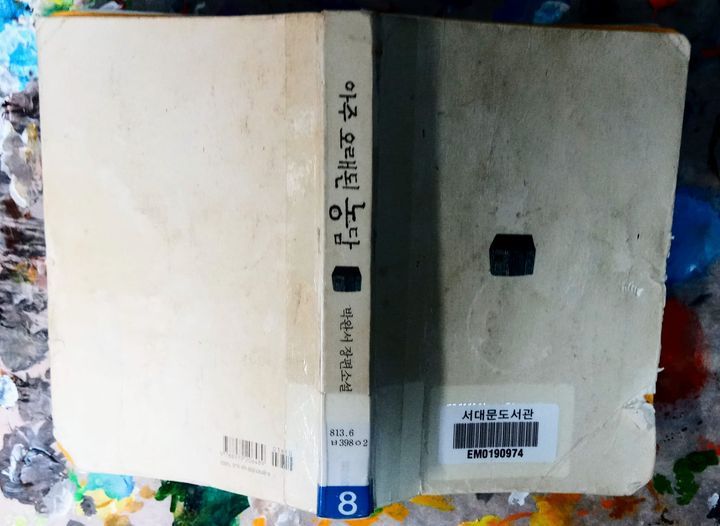 아주 오래된 농담
박완서 장편소설
813.6
ㅂ398ㅇ2
8
서대문도서관
EM0190974